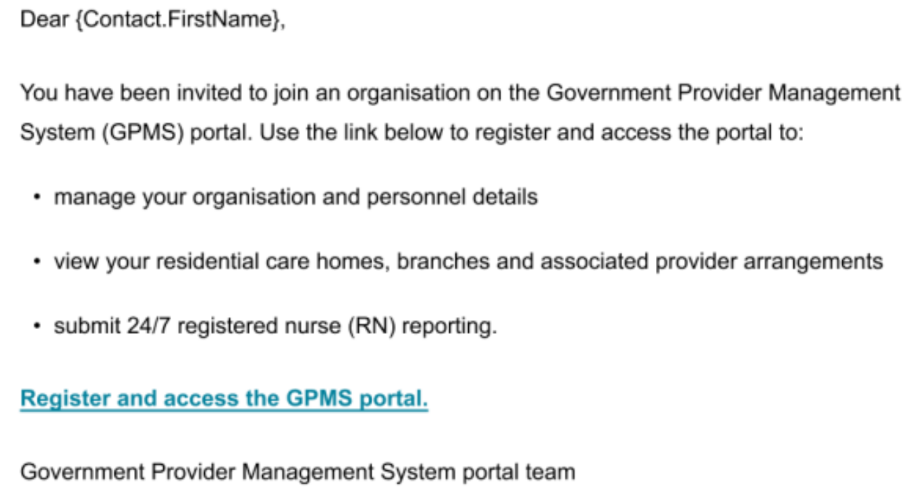 Dear {Contact.FirstName},
You have been invited to join an organisation on the Government Provider Management
System (GPMS) portal. Use the link below to register and access the portal to:
• manage your organisation and personnel details
• view your residential care homes, branches and associated provider arrangements
• submit 24/7 registered nurse (RN) reporting.
Register and access the GPMS portal.
Government Provider Management System portal team